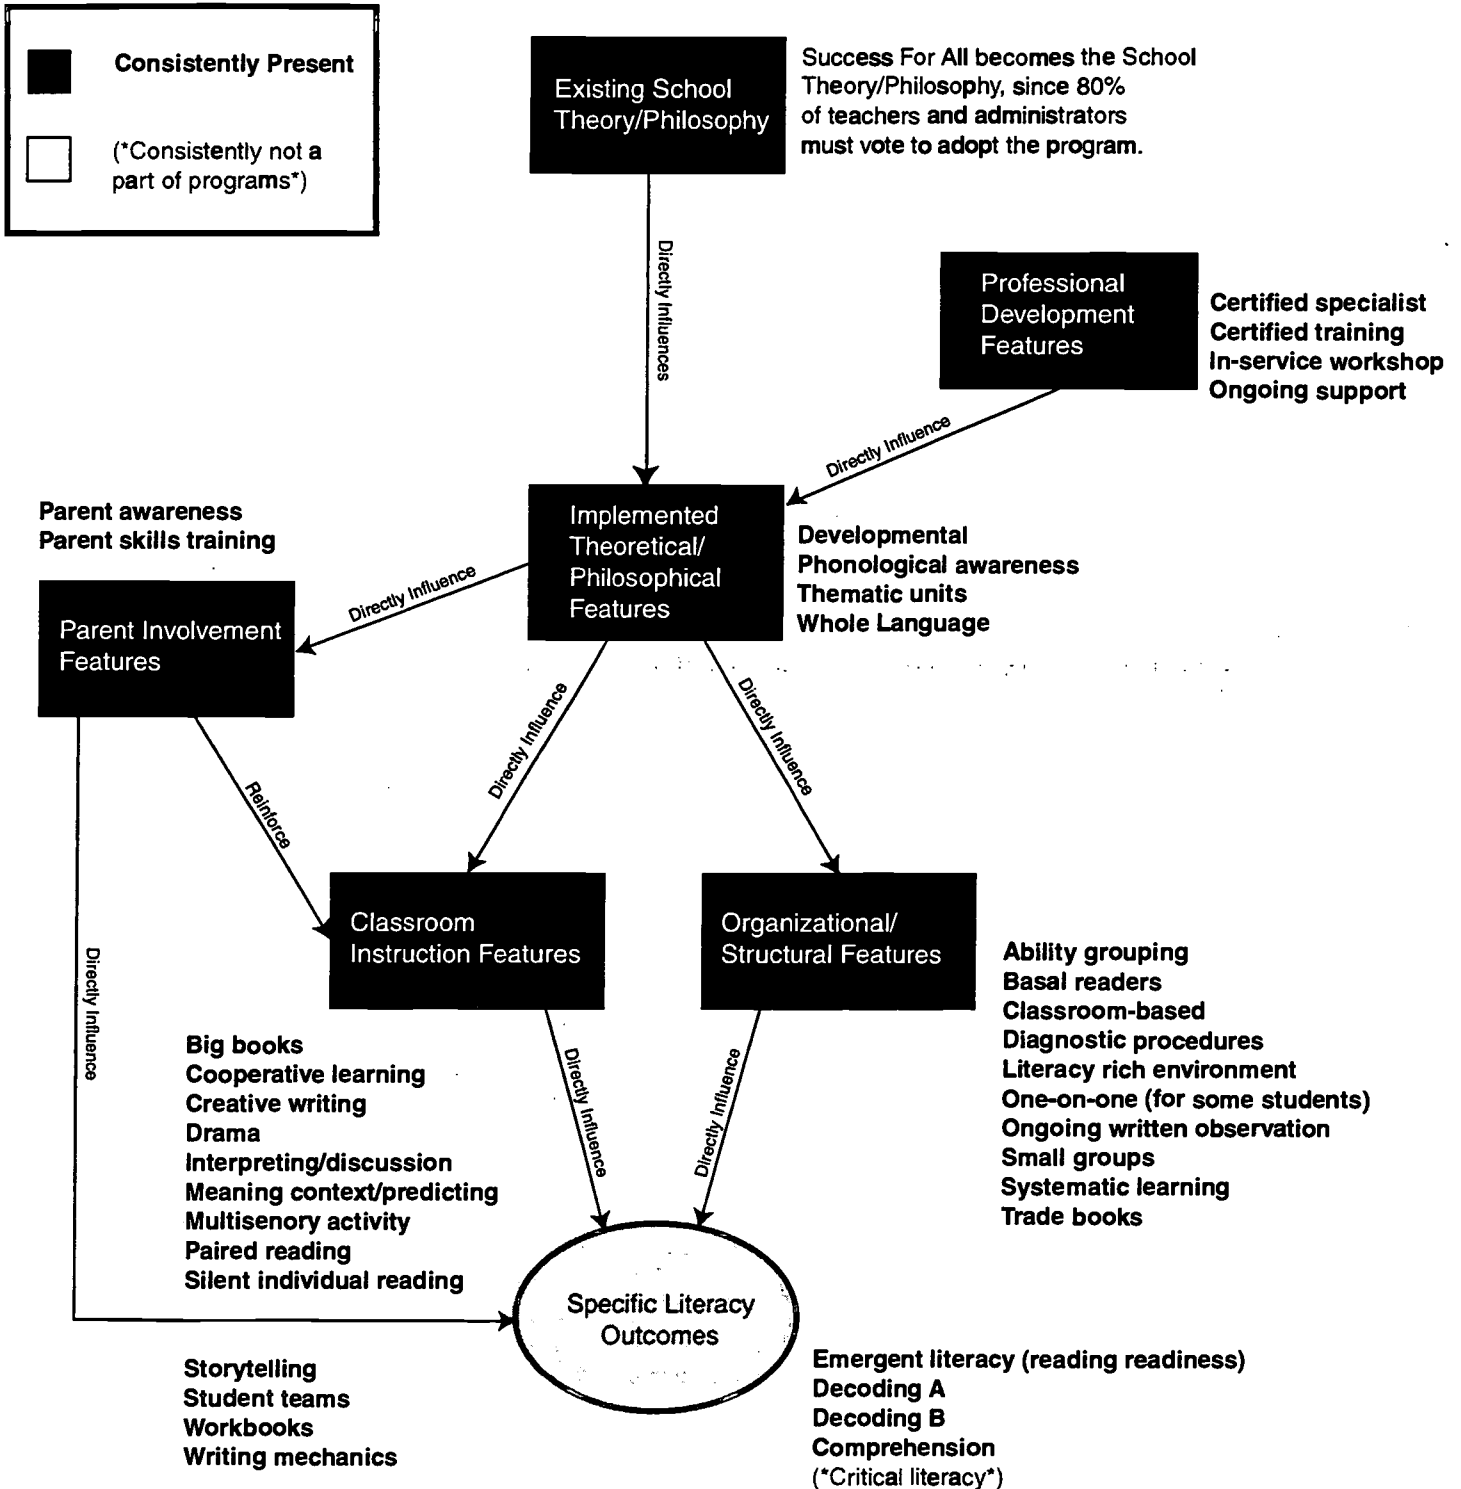 Consistently Present
(*Consistently not a
part of programs*)
Existing School
Theory/Philosophy
Success For All becomes the School
Theory/Philosophy, since 80%
of teachers and administrators
must vote to adopt the program.
Directly Influences
Professional
Development
Features
Certified specialist
Certified training
In-service workshop
Ongoing support
Directly Influence
Implemented
Theoretical/
Philosophical
Features
Developmental
Phonological awareness
Thematic units
Whole Language
Parent awareness
Parent skills training
Directly Influence
Parent Involvement
Features
Directly Influence
Directly Influence
Reinforce
Directly Influence
Classroom
Instruction Features
Organizational/
Structural Features
Ability grouping
Basal readers
Classroom-based
Diagnostic procedures
Literacy rich environment
One-on-one (for some students)
Ongoing written observation
Small groups
Systematic learning
Trade books
Big books
Cooperative learning
Creative writing
Drama
Interpreting/discussion
Meaning context/predicting
Multisenory activity
Paired reading
Silent individual reading
Directly Influence
Directly Influence
Specific Literacy
Outcomes
Storytelling
Student teams
Workbooks
Writing mechanics
Emergent literacy (reading readiness)
Decoding A
Decoding B
Comprehension
(*Critical literacy*)